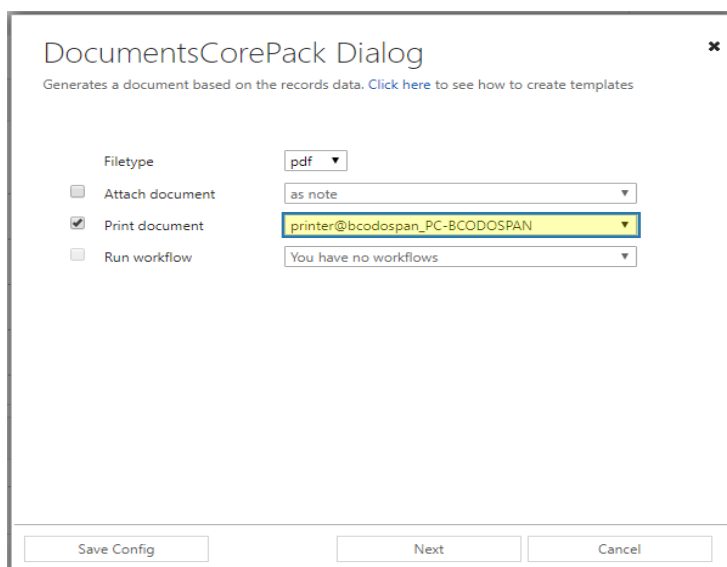 DocumentsCorePack Dialog
Generates a document based on the records data. Click here to see how to create templates
Filetype pdf
Attach document as note
Print document printer@bcodospan_PC-BCODOSPAN
Run workflow You have no workflows
Save Config Next Cancel